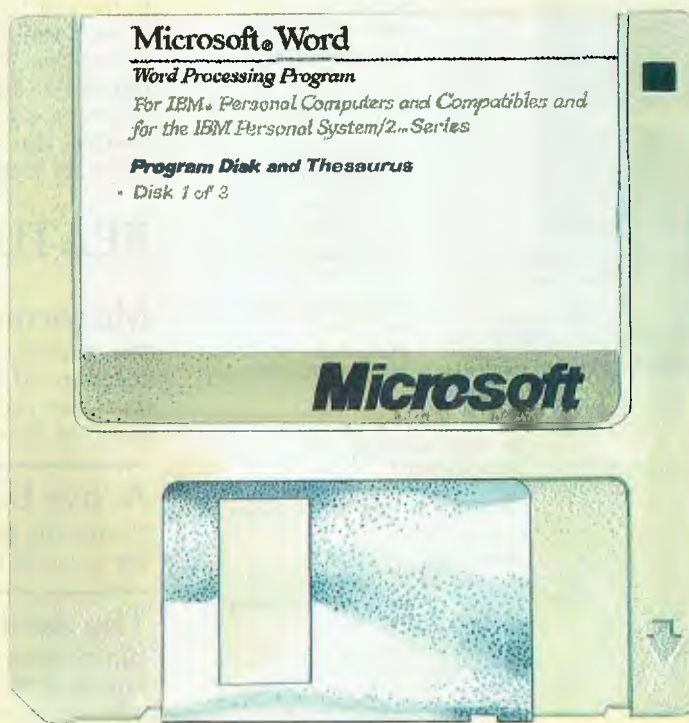 Microsoft® Word
Word Processing Program
For IBM® Personal Computers and Compatibles and
for the IBM Personal System/2™ Series
Program Disk and Thesaurus
• Disk 1 of 3
Microsoft